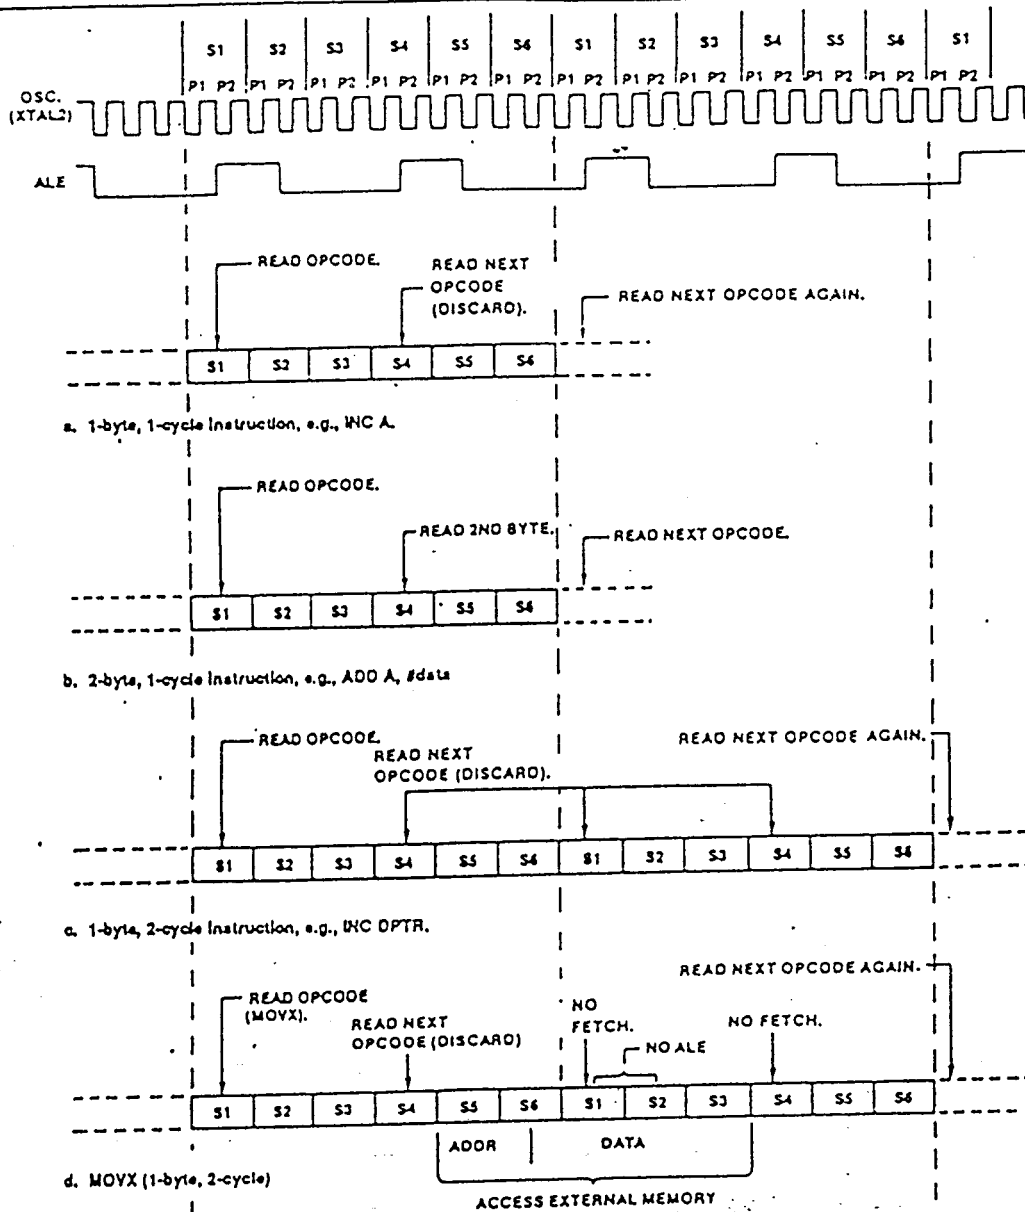 S1 S2 S3 S4 S5 S6 S1 S2 S3 S4 S5 S6 S1
P1 P2 P1 P2 P1 P2 P1 P2 P1 P2 P1 P2 P1 P2 P1 P2 P1 P2 P1 P2 P1 P2 P1 P2 P1 P2
OSC.
(XTAL2)
ALE
READ OPCODE.
READ NEXT
OPCODE
(DISCARD).
READ NEXT OPCODE AGAIN.
S1 S2 S3 S4 S5 S6
a. 1-byte, 1-cycle Instruction, e.g., INC A.
READ OPCODE.
READ 2ND BYTE.
READ NEXT OPCODE.
S1 S2 S3 S4 S5 S6
b. 2-byte, 1-cycle Instruction, e.g., ADD A, #data
READ OPCODE.
READ NEXT
OPCODE (DISCARD).
READ NEXT OPCODE AGAIN.
S1 S2 S3 S4 S5 S6 S1 S2 S3 S4 S5 S6
c. 1-byte, 2-cycle Instruction, e.g., INC DPTR.
READ OPCODE
(MOVX).
READ NEXT
OPCODE (DISCARD)
NO
FETCH.
NO ALE
NO FETCH.
READ NEXT OPCODE AGAIN.
S1 S2 S3 S4 S5 S6 S1 S2 S3 S4 S5 S6
ADDR DATA
ACCESS EXTERNAL MEMORY
d. MOVX (1-byte, 2-cycle)